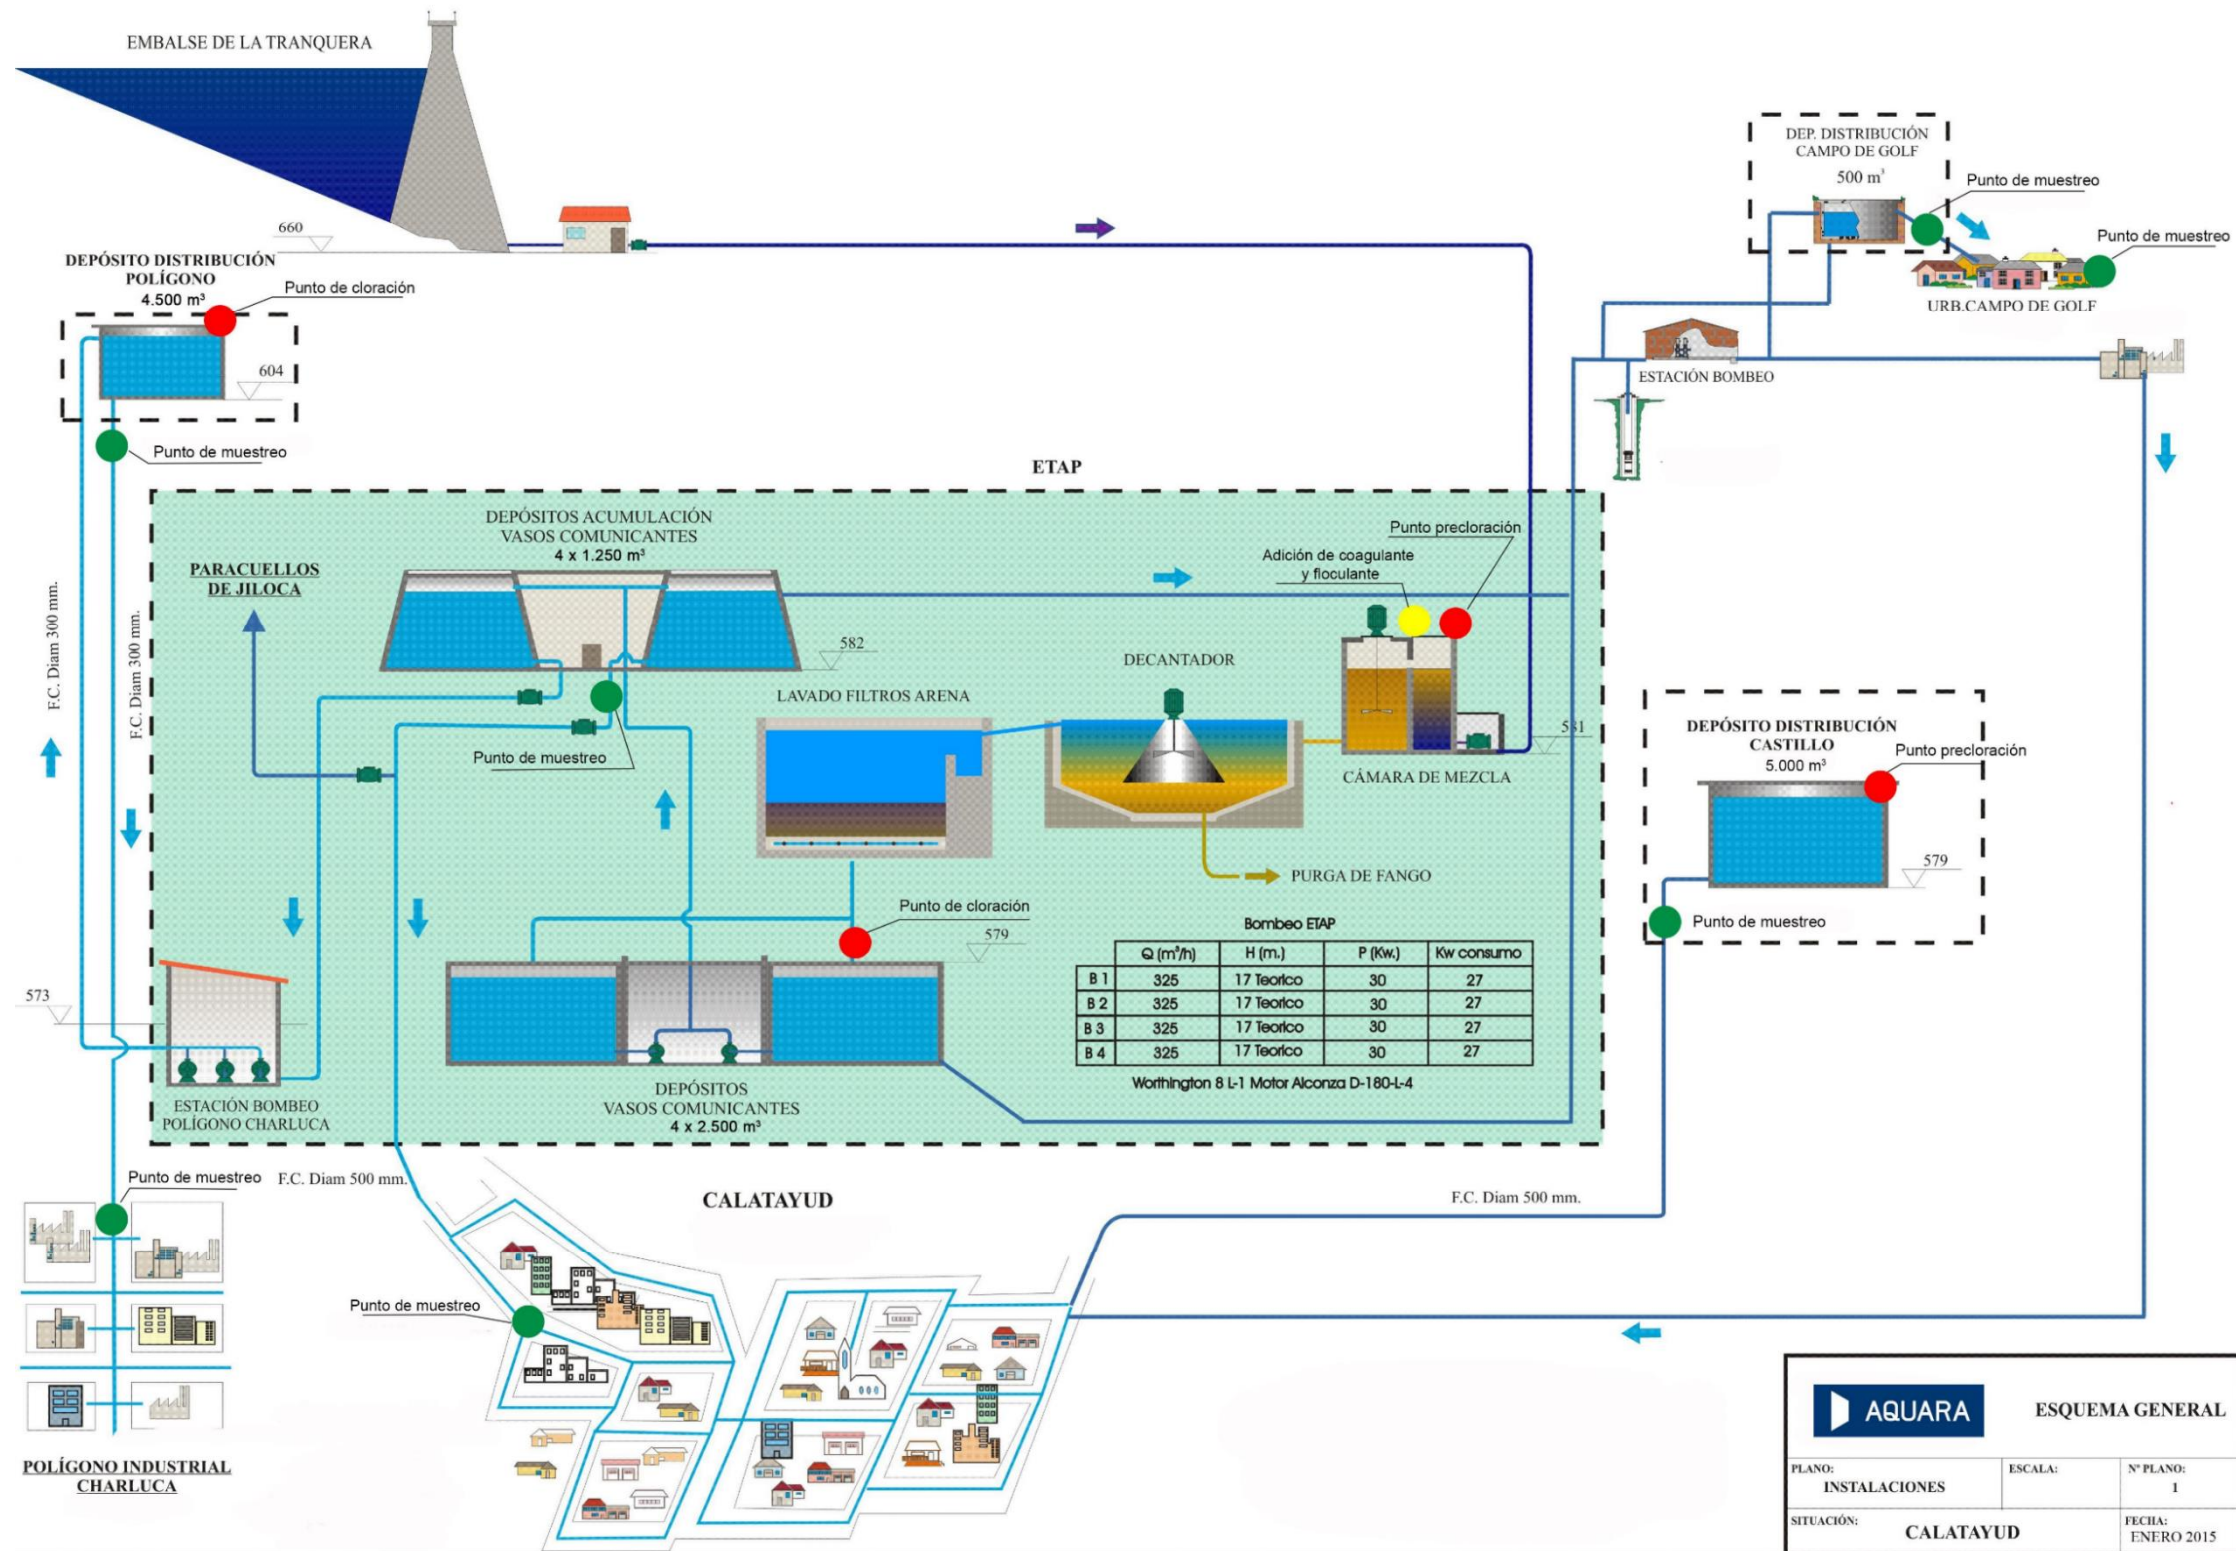 EMBALSE DE LA TRANQUERA
660
DEP. DISTRIBUCIÓN
CAMPO DE GOLF
500 m³
Punto de muestreo
Punto de muestreo
URB.CAMPO DE GOLF
ESTACIÓN BOMBEO
DEPÓSITO DISTRIBUCIÓN
POLÍGONO
4.500 m³
Punto de cloración
604
Punto de muestreo
F.C. Diam 300 mm.
F.C. Diam 300 mm.
ETAP
DEPÓSITOS ACUMULACIÓN
VASOS COMUNICANTES
4 x 1.250 m³
PARACUELLOS
DE JILOCA
582
Punto de muestreo
LAVADO FILTROS ARENA
DECANTADOR
Adición de coagulante
y floculante
Punto precloración
581
CÁMARA DE MEZCLA
PURGA DE FANGO
Punto de cloración
579
Bombeo ETAP
Q (m³/h) H (m.) P (Kw.) Kw consumo
B 1 325 17 Teorico 30 27
B 2 325 17 Teorico 30 27
B 3 325 17 Teorico 30 27
B 4 325 17 Teorico 30 27
Worthington 8 L-1 Motor Alconza D-180-L-4
573
ESTACIÓN BOMBEO
POLÍGONO CHARLUCA
DEPÓSITOS
VASOS COMUNICANTES
4 x 2.500 m³
DEPÓSITO DISTRIBUCIÓN
CASTILLO
5.000 m³
Punto precloración
579
Punto de muestreo
Punto de muestreo
F.C. Diam 500 mm.
CALATAYUD
F.C. Diam 500 mm.
Punto de muestreo
POLÍGONO INDUSTRIAL
CHARLUCA
AQUARA
ESQUEMA GENERAL
PLANO:
INSTALACIONES
ESCALA:
Nº PLANO:
1
SITUACIÓN:
CALATAYUD
FECHA:
ENERO 2015